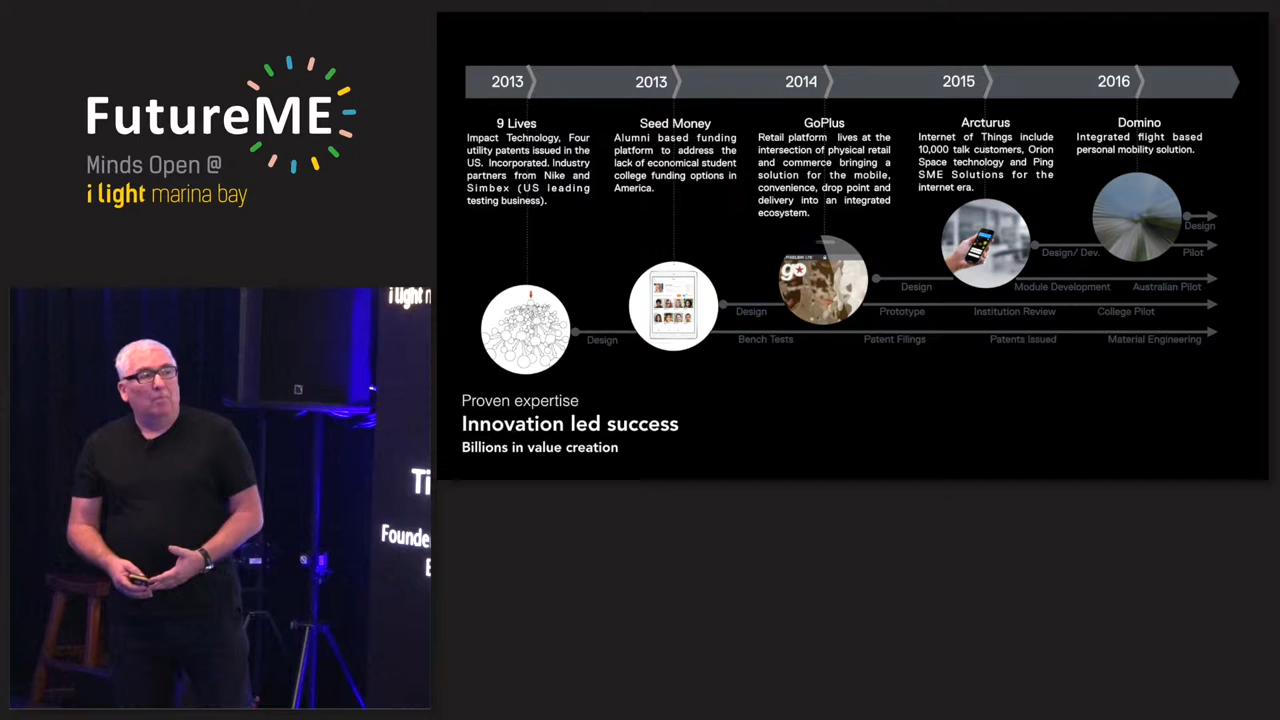 FutureME
Minds Open @
i light marina bay
2013
2013
2014
2015
2016
9 Lives
Impact Technology, Four
utility patents issued in the
US. Incorporated. Industry
partners from Nike and
Simbex (US leading
testing business).
Seed Money
Alumni based funding
platform to address the
lack of economical student
college funding options in
America.
GoPlus
Retail platform lives at the
intersection of physical retail
and commerce bringing a
solution for the mobile,
convenience, drop point and
delivery into an integrated
ecosystem.
Arcturus
Internet of Things include
10,000 talk customers, Orion
Space technology and Ping
SME Solutions for the
internet era.
Domino
Integrated flight based
personal mobility solution.
Design
Design/ Dev.
Pilot
go
Design
Module Development
Australian Pilot
Design
Prototype
Institution Review
College Pilot
Design
Bench Tests
Patent Filings
Patents Issued
Material Engineering
Proven expertise
Innovation led success
Billions in value creation
i light
Ti
Founde